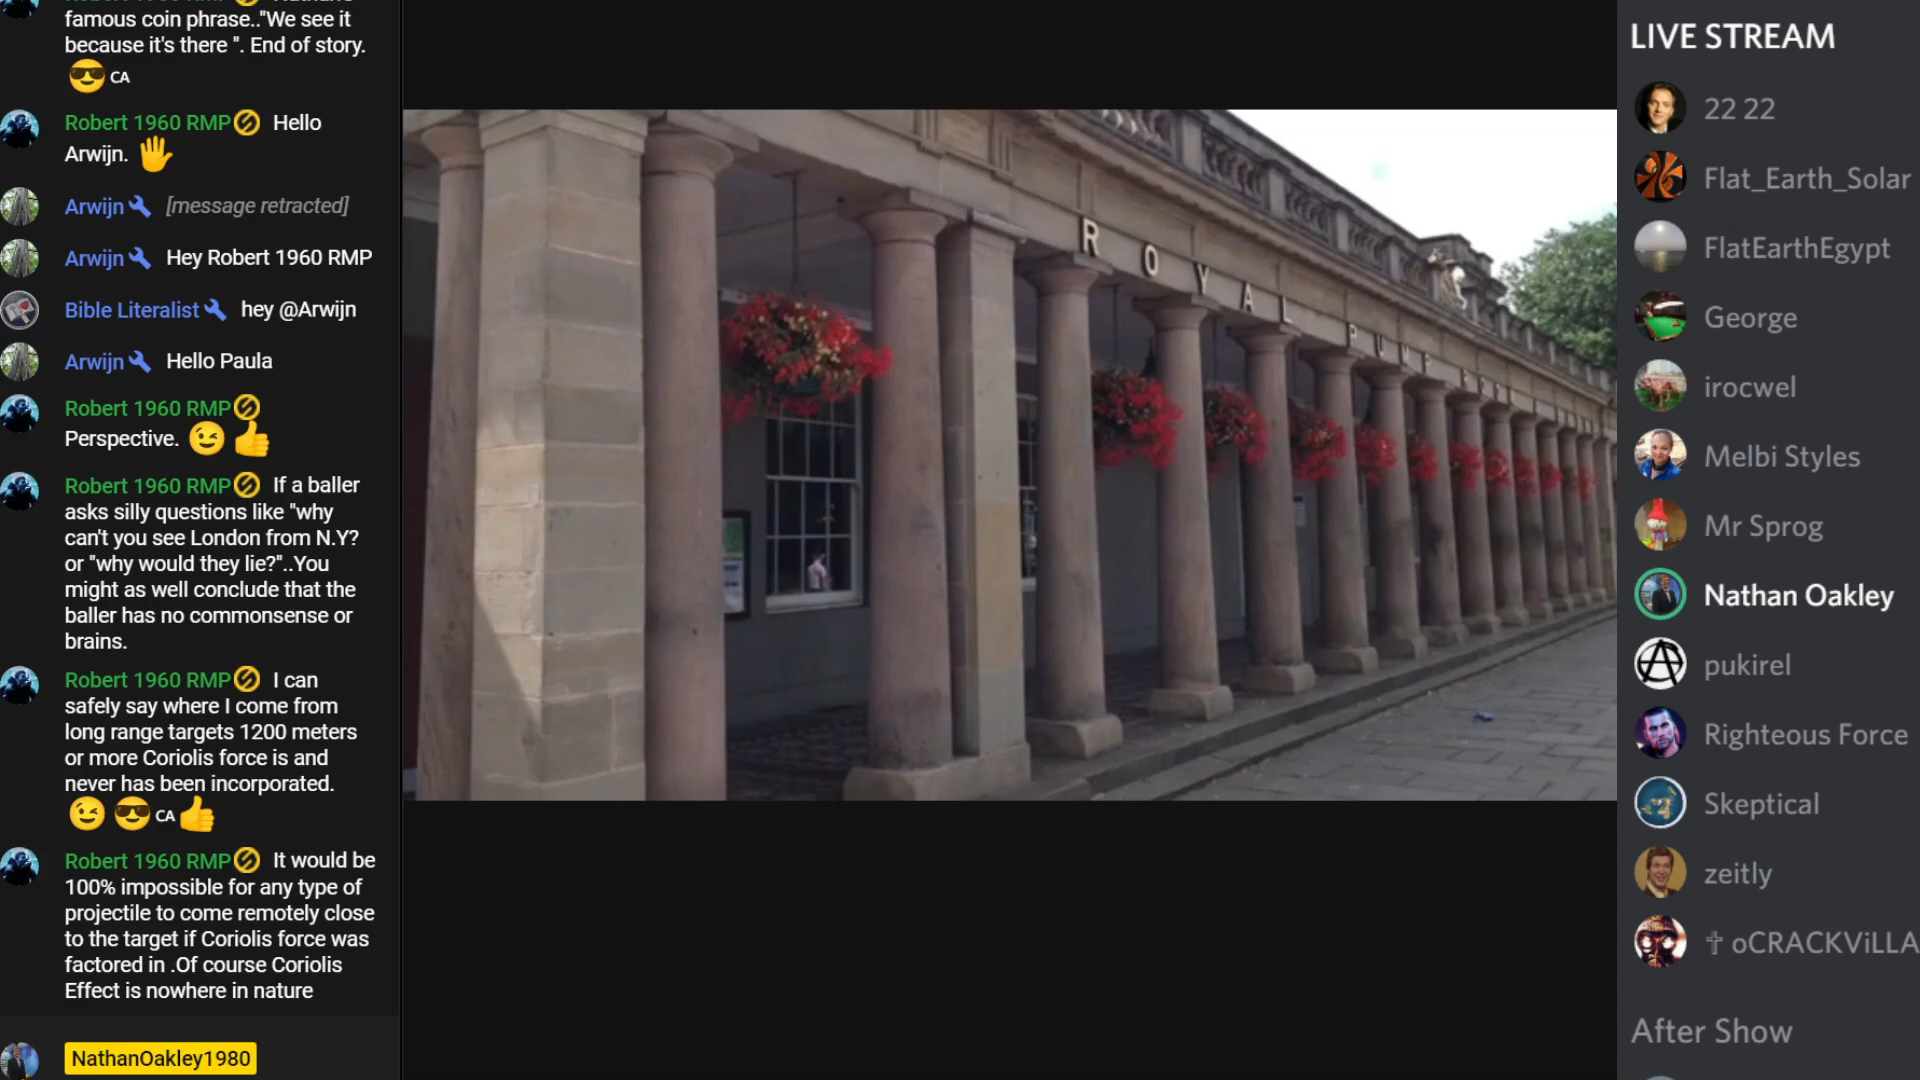 famous coin phrase.."We see it
because it's there ". End of story.
CA
Robert 1960 RMP Hello
Arwijn.
Arwijn [message retracted]
Arwijn Hey Robert 1960 RMP
Bible Literalist hey @Arwijn
Arwijn Hello Paula
Robert 1960 RMP
Perspective.
Robert 1960 RMP If a baller
asks silly questions like "why
can't you see London from N.Y?
or "why would they lie?"..You
might as well conclude that the
baller has no commonsense or
brains.
Robert 1960 RMP I can
safely say where I come from
long range targets 1200 meters
or more Coriolis force is and
never has been incorporated.
CA
Robert 1960 RMP It would be
100% impossible for any type of
projectile to come remotely close
to the target if Coriolis force was
factored in .Of course Coriolis
Effect is nowhere in nature
NathanOakley1980
ROYAL PUMP
LIVE STREAM
22 22
Flat_Earth_Solar
FlatEarthEgypt
George
irocwel
Melbi Styles
Mr Sprog
Nathan Oakley
pukirel
Righteous Force
Skeptical
zeitly
† oCRACKViLLA
After Show